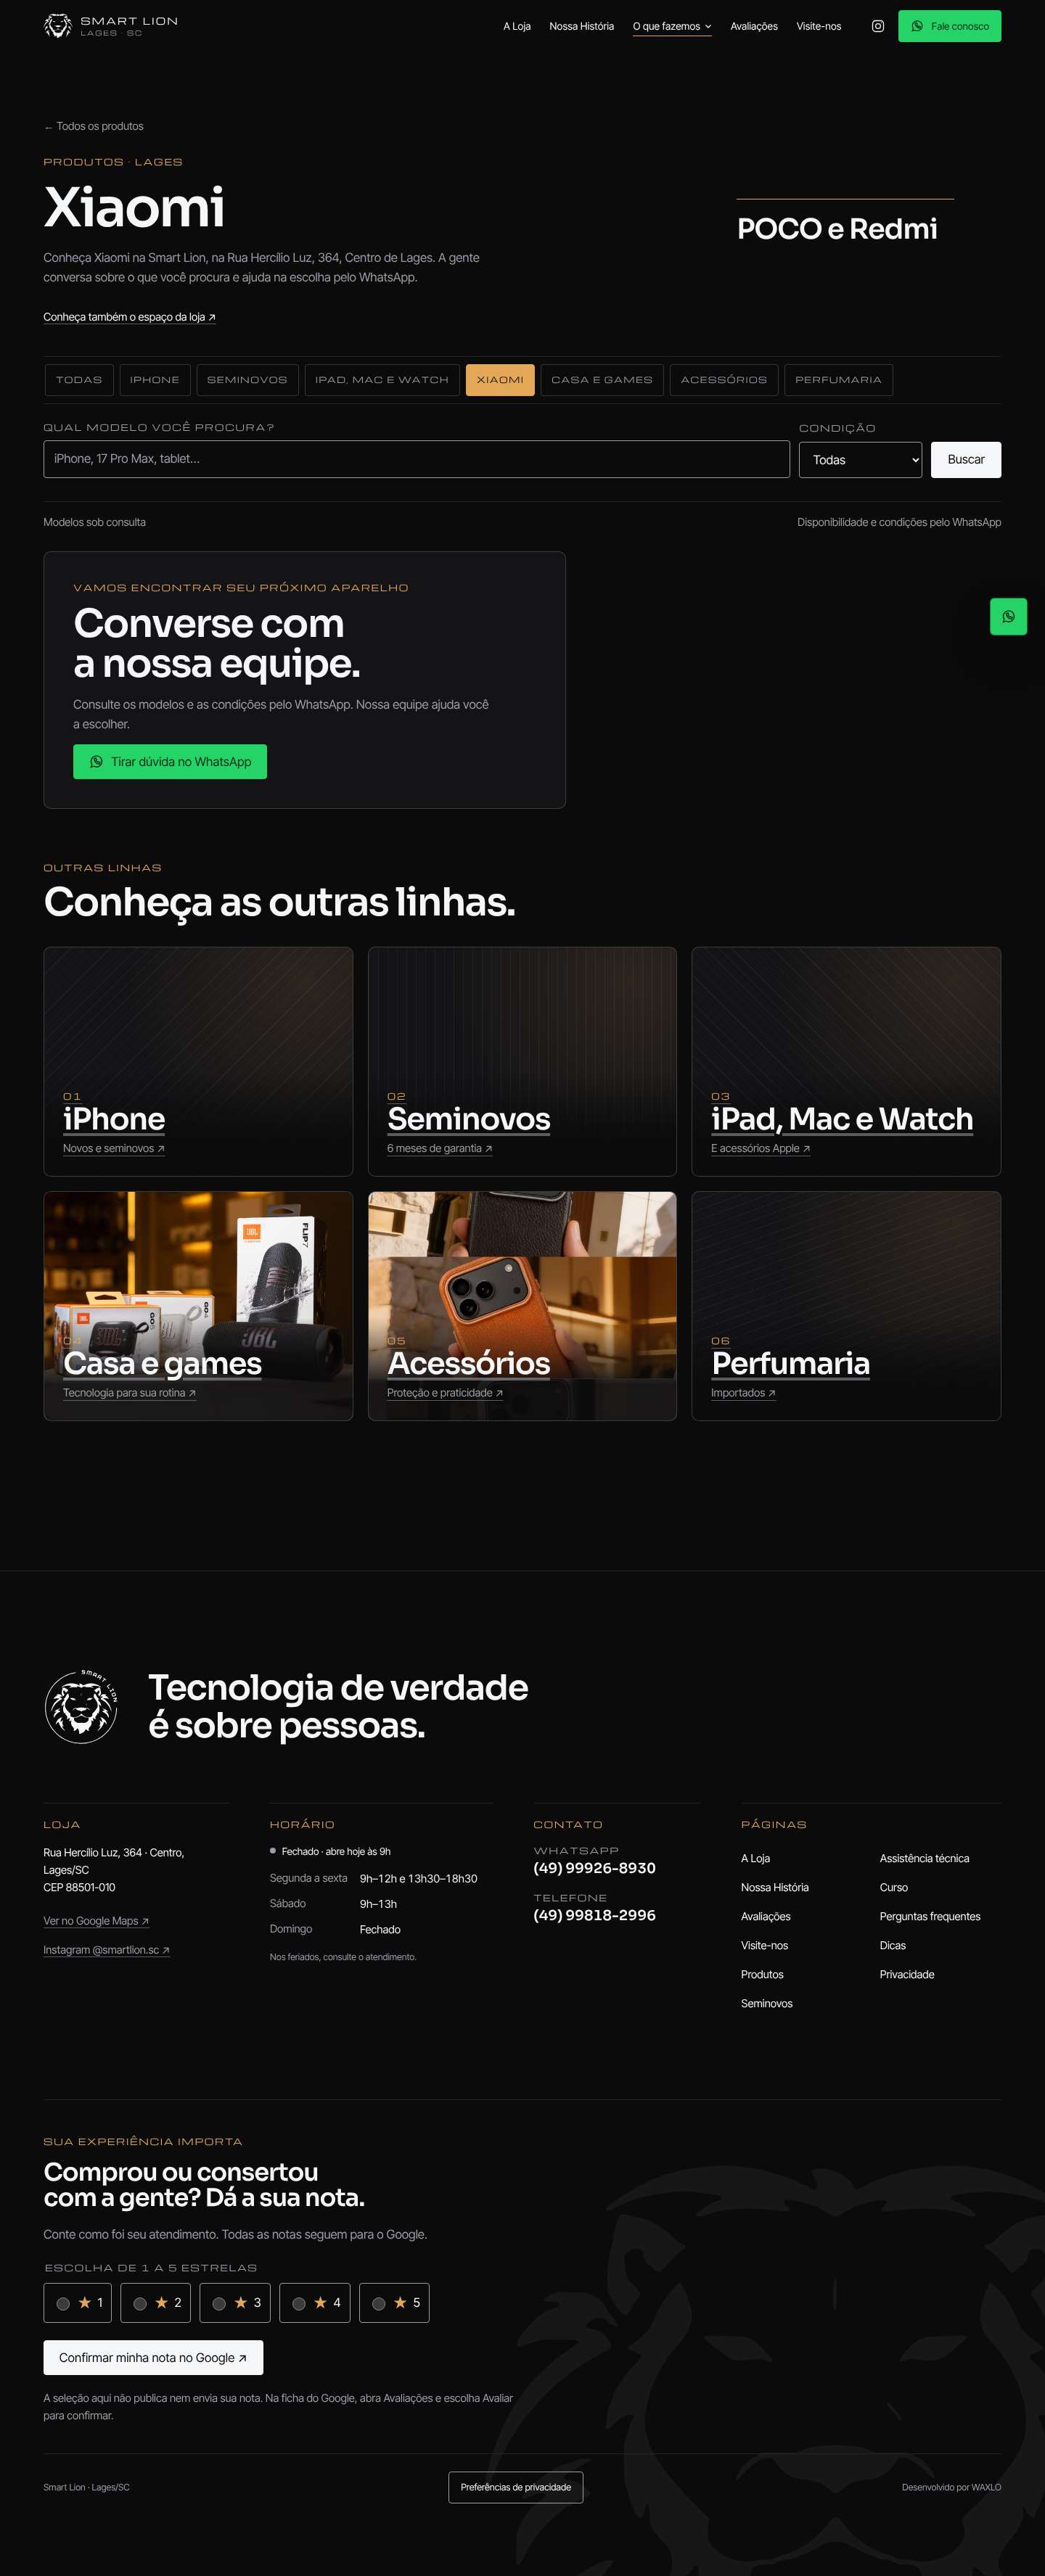 SMART LION
LAGES · SC
A Loja
Nossa História
O que fazemos
Avaliações
Visite-nos
Fale conosco
← Todos os produtos
PRODUTOS · LAGES
Xiaomi
Conheça Xiaomi na Smart Lion, na Rua Hercílio Luz, 364, Centro de Lages. A gente
conversa sobre o que você procura e ajuda na escolha pelo WhatsApp.
Conheça também o espaço da loja ↗
POCO e Redmi
TODAS
IPHONE
SEMINOVOS
IPAD, MAC E WATCH
XIAOMI
CASA E GAMES
ACESSÓRIOS
PERFUMARIA
QUAL MODELO VOCÊ PROCURA?
iPhone, 17 Pro Max, tablet...
CONDIÇÃO
Todas
Buscar
Modelos sob consulta
Disponibilidade e condições pelo WhatsApp
VAMOS ENCONTRAR SEU PRÓXIMO APARELHO
Converse com
a nossa equipe.
Consulte os modelos e as condições pelo WhatsApp. Nossa equipe ajuda você
a escolher.
Tirar dúvida no WhatsApp
OUTRAS LINHAS
Conheça as outras linhas.
01
iPhone
Novos e seminovos ↗
02
Seminovos
6 meses de garantia ↗
03
iPad, Mac e Watch
E acessórios Apple ↗
JBL
FLIP7
GO4
JBL
04
Casa e games
Tecnologia para sua rotina ↗
05
Acessórios
Proteção e praticidade ↗
06
Perfumaria
Importados ↗
SMART LION
Tecnologia de verdade
é sobre pessoas.
LOJA
Rua Hercílio Luz, 364 · Centro,
Lages/SC
CEP 88501-010
Ver no Google Maps ↗
Instagram @smartlion.sc ↗
HORÁRIO
Fechado · abre hoje às 9h
Segunda a sexta 9h–12h e 13h30–18h30
Sábado 9h–13h
Domingo Fechado
Nos feriados, consulte o atendimento.
CONTATO
WHATSAPP
(49) 99926-8930
TELEFONE
(49) 99818-2996
PÁGINAS
A Loja
Nossa História
Avaliações
Visite-nos
Produtos
Seminovos
Assistência técnica
Curso
Perguntas frequentes
Dicas
Privacidade
SUA EXPERIÊNCIA IMPORTA
Comprou ou consertou
com a gente? Dá a sua nota.
Conte como foi seu atendimento. Todas as notas seguem para o Google.
ESCOLHA DE 1 A 5 ESTRELAS
★ 1
★ 2
★ 3
★ 4
★ 5
Confirmar minha nota no Google ↗
A seleção aqui não publica nem envia sua nota. Na ficha do Google, abra Avaliações e escolha Avaliar
para confirmar.
Smart Lion · Lages/SC
Preferências de privacidade
Desenvolvido por WAXLO